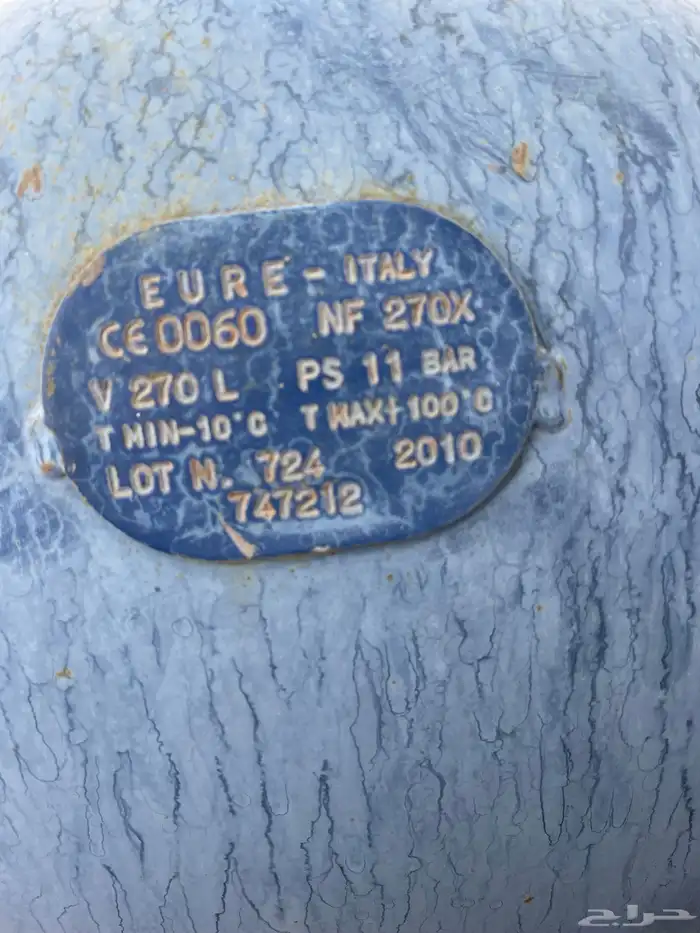 EURE - ITALY
CE 0060 NF 270X
V 270 L PS 11 BAR
T MIN-10°C T MAX+100°C
LOT N. 724 2010
747212
حراج